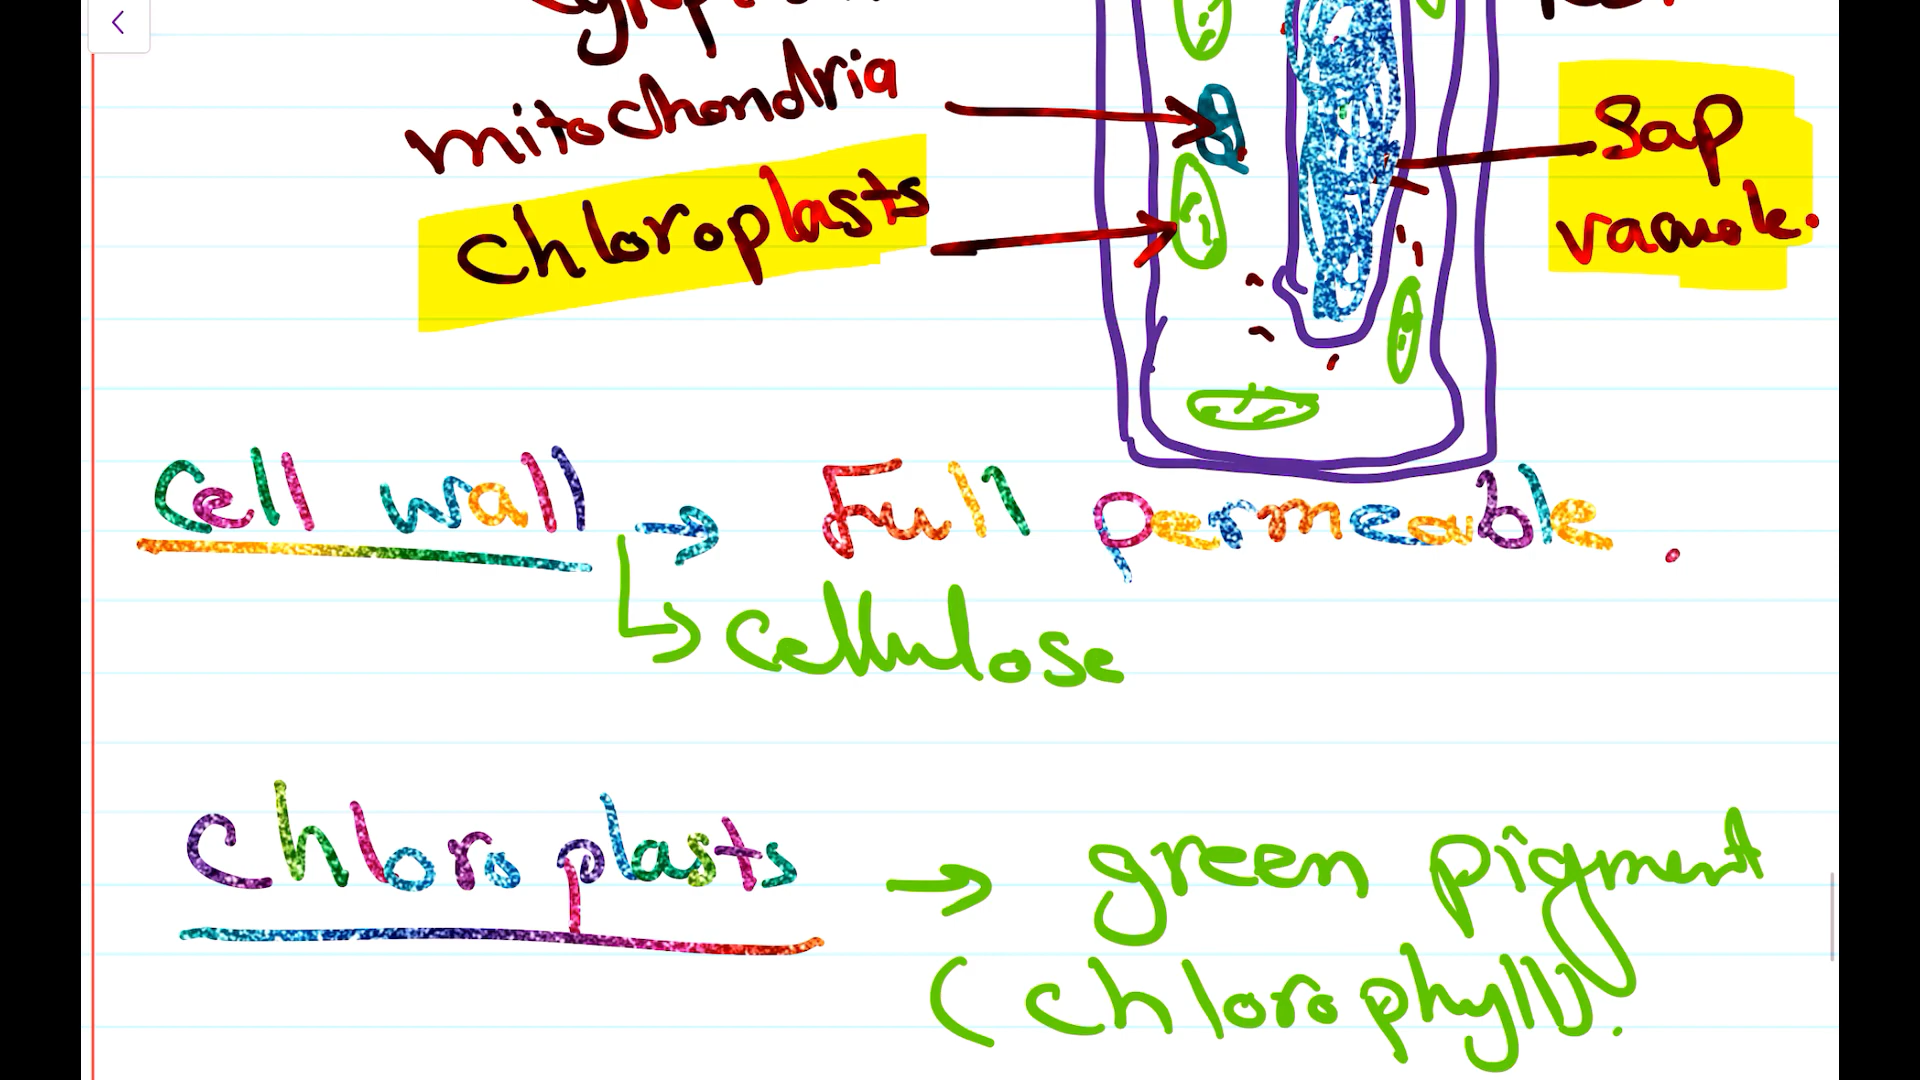 mitochondria
Chloroplasts
Sap
vacuole.
Cell wall → Full permeable.
↳ cellulose
Chloroplasts → green pigment
(chlorophyll).